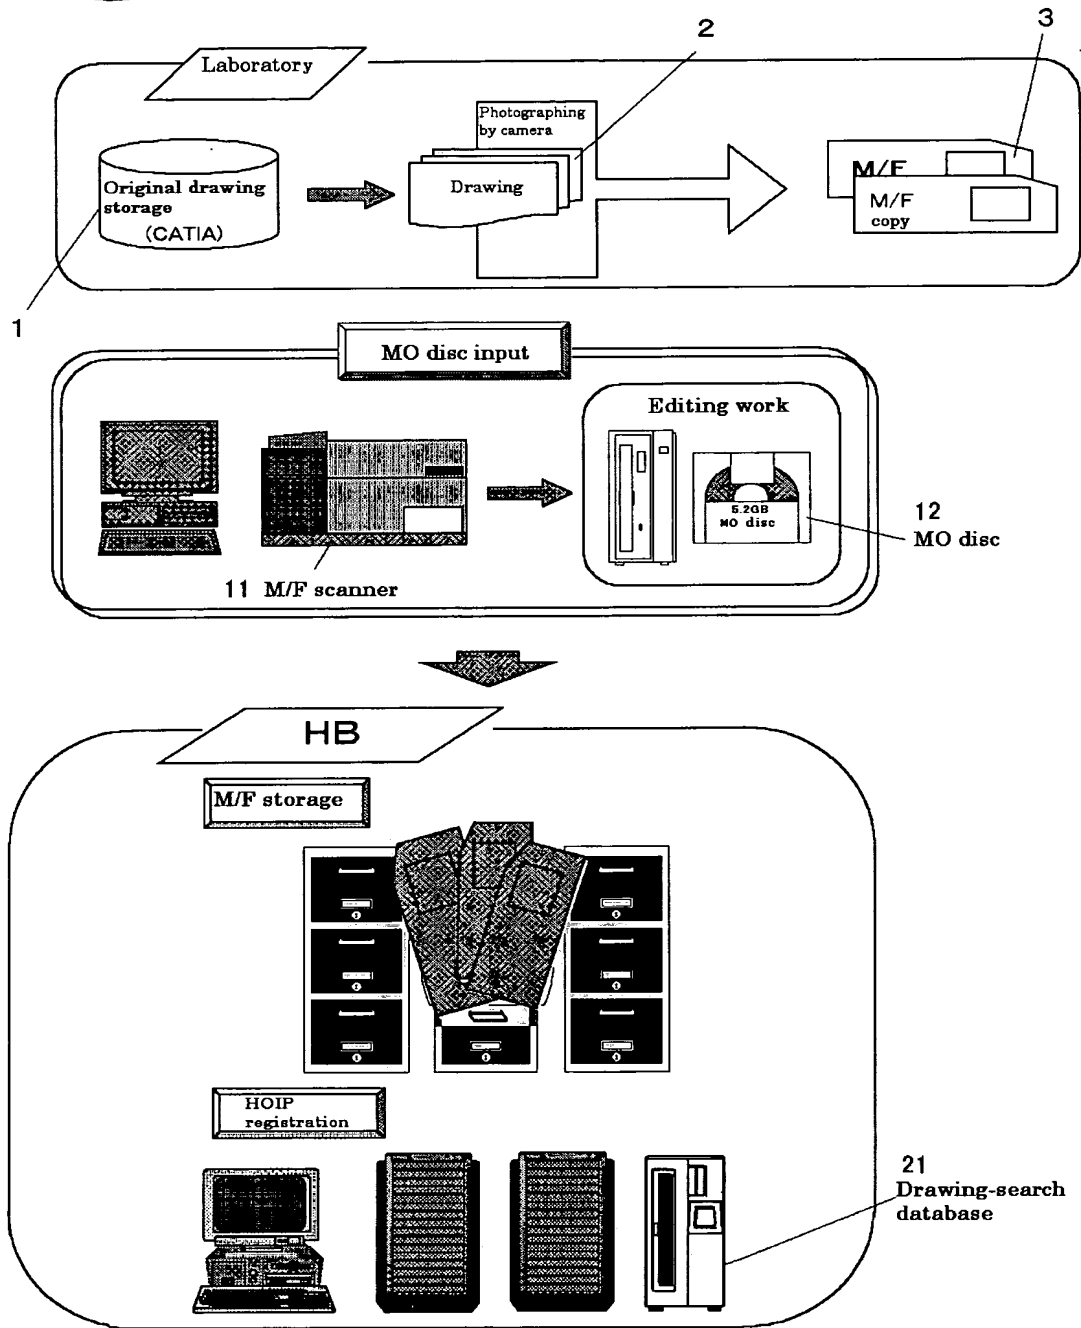 2
3
Laboratory
Photographing
by camera
Original drawing
storage
(CATIA)
Drawing
M/F
M/F
copy
1
MO disc input
Editing work
5.2GB
MO disc
12
MO disc
11 M/F scanner
HB
M/F storage
HOIP
registration
21
Drawing-search
database